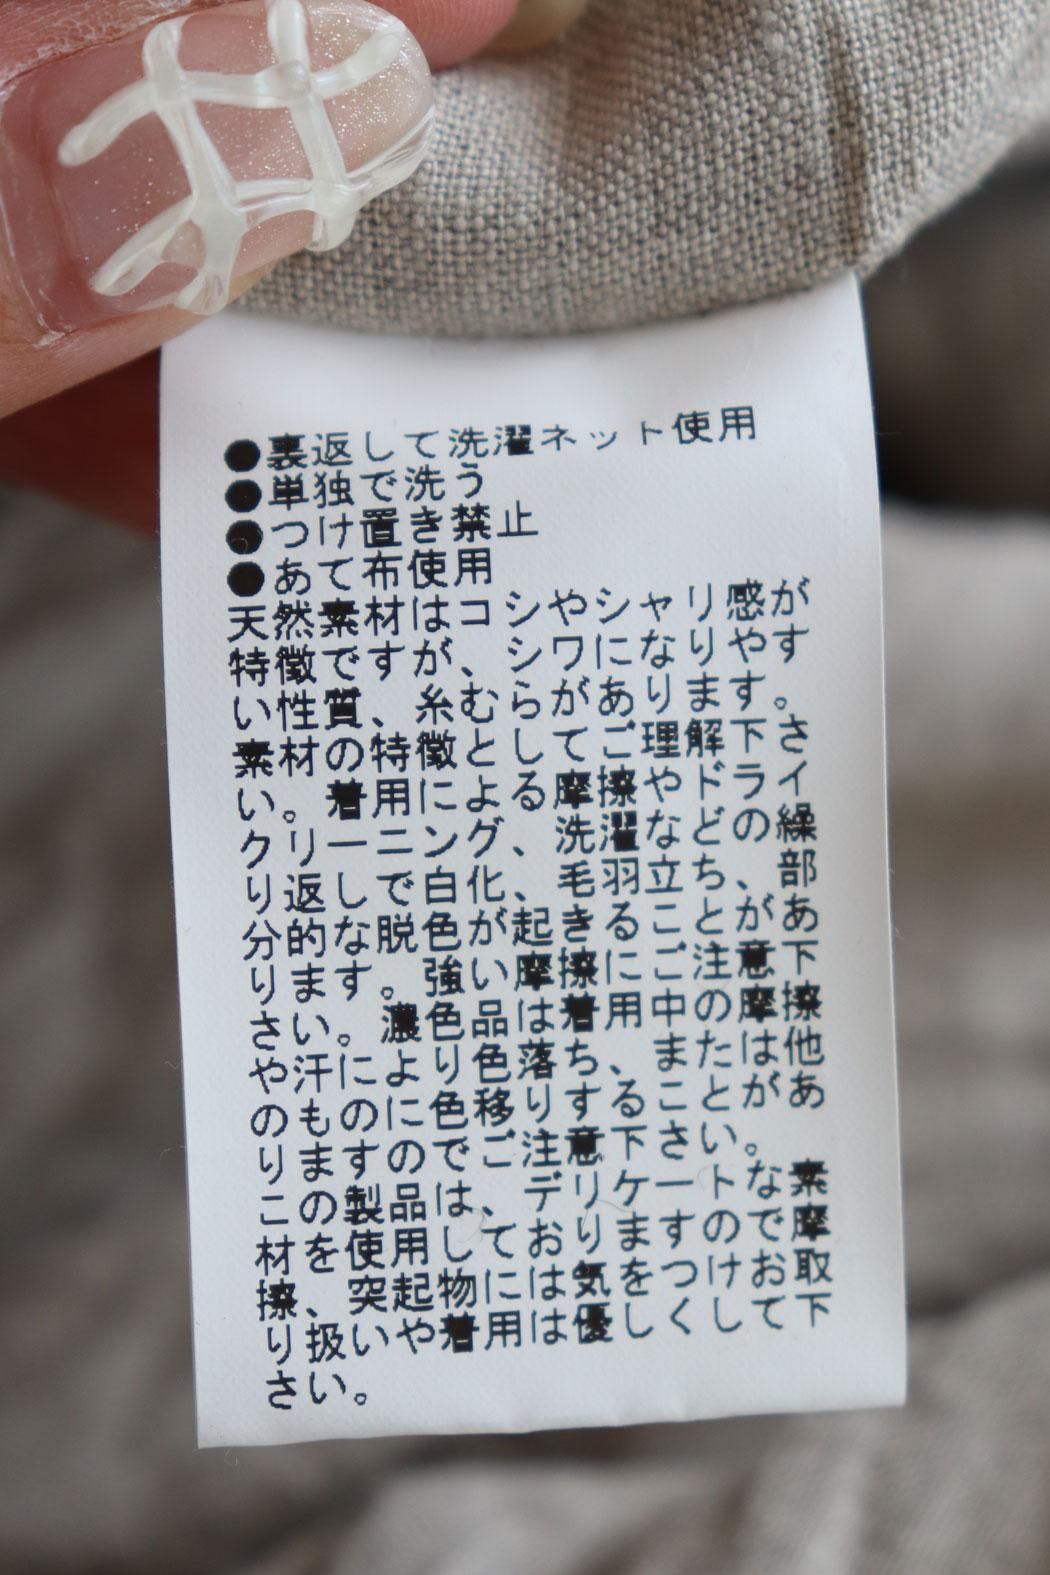 ●裏返して洗濯ネット使用
●単独で洗う
●つけ置き禁止
●あて布使用
天然素材はコシやシャリ感が
特徴ですが、シワになりやす
い性質、糸むらがあります。
素材の特徴としてご理解下さ
い。着用による摩擦やドライ
クリーニング、洗濯などの繰
り返しで白化、毛羽立ち、部
分的な脱色が起きることがあ
ります。強い摩擦にご注意下
さい。濃色品は着用中の摩擦
や汗により色落ち、または他
のものに色移りすることがあ
りますのでご注意下さい。
この製品は、デリケートな素
材を使用しておりますので摩
擦、突起物には気をつけてお取
り扱いや着用は優しくして下
さい。